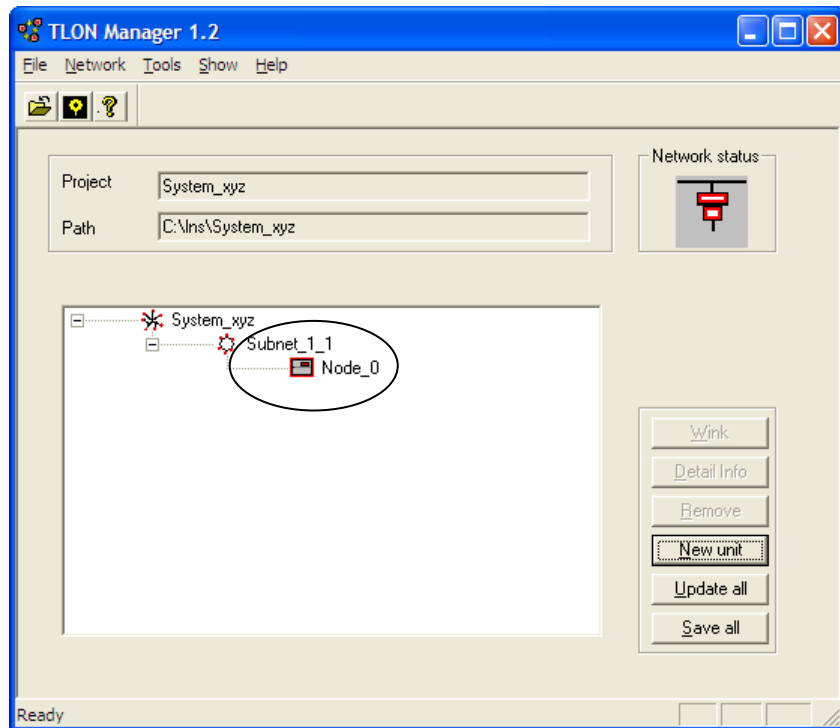 TLON Manager 1.2
File Network Tools Show Help
Project System_xyz
Path C:\lns\System_xyz
Network status
System_xyz
Subnet_1_1
Node_0
Wink
Detail Info
Remove
New unit
Update all
Save all
Ready